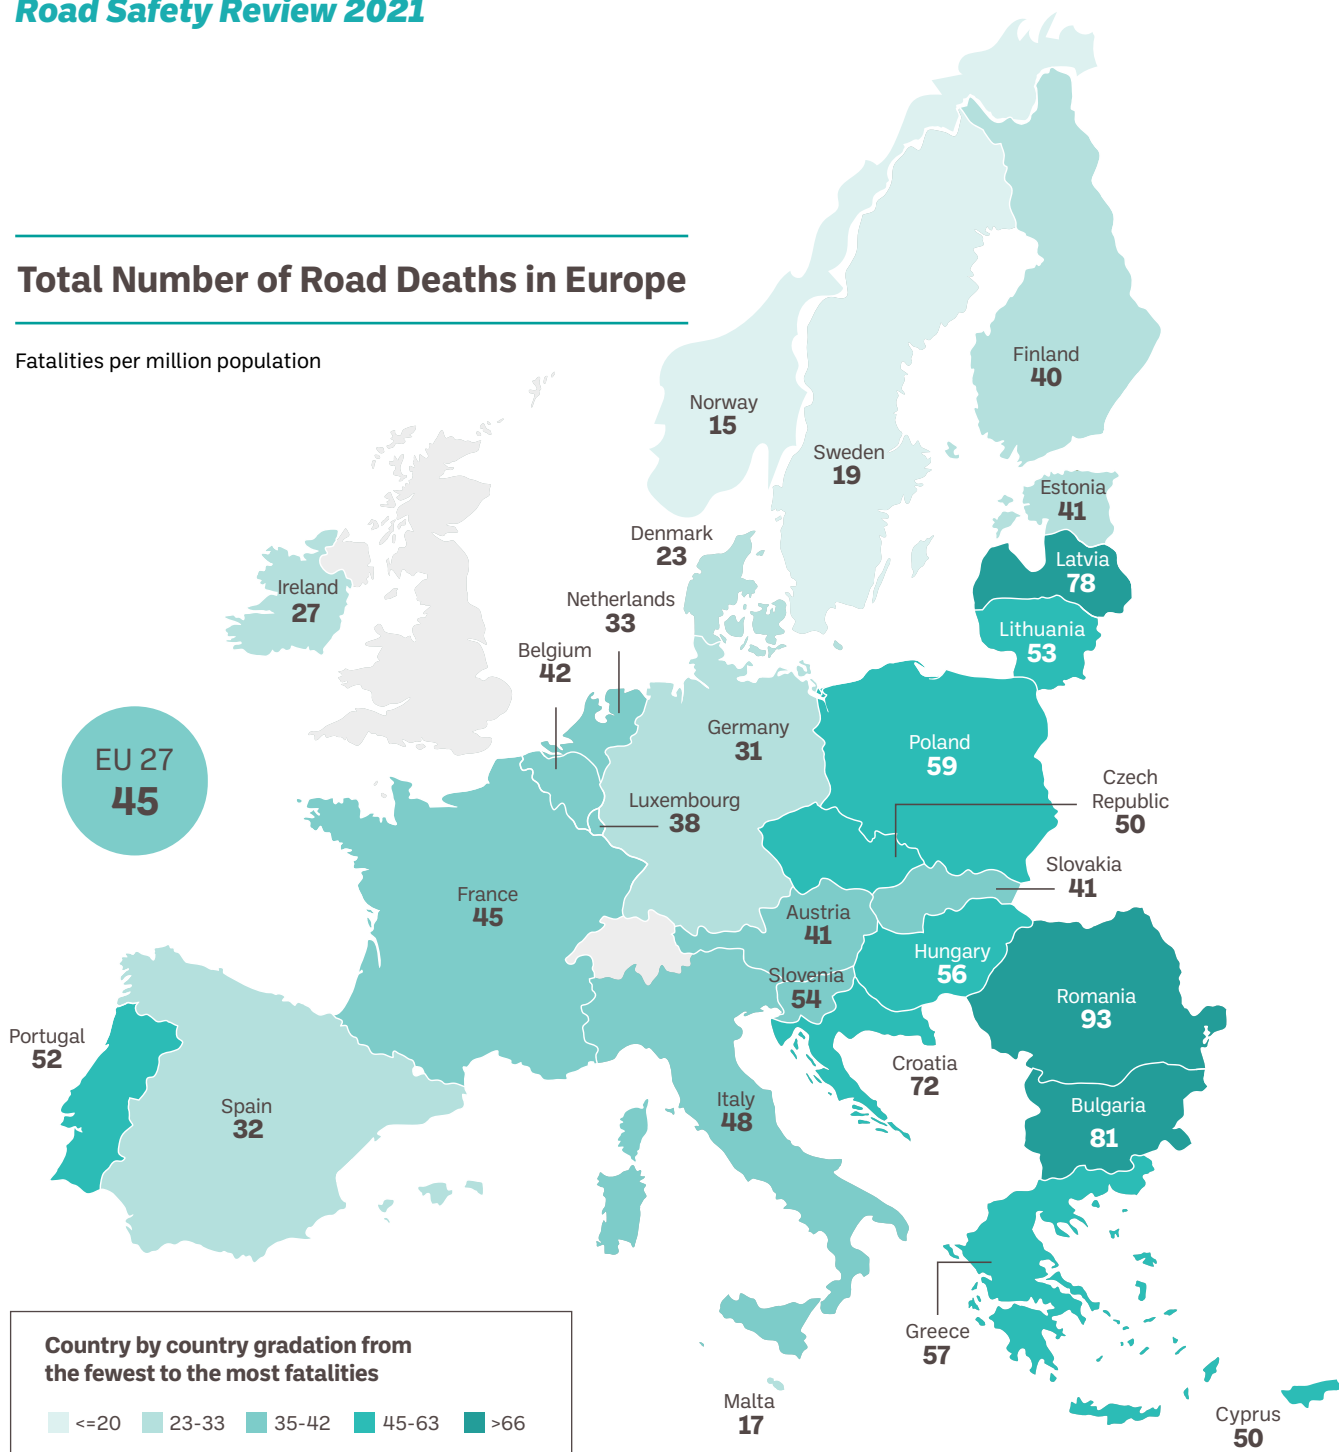 Road Safety Review 2021
Total Number of Road Deaths in Europe
Fatalities per million population
Finland
40
Norway
15
Sweden
19
Estonia
41
Denmark
23
Latvia
78
Ireland
27
Netherlands
33
Lithuania
53
Belgium
42
Germany
31
Poland
59
EU 27
45
Czech
Republic
50
Luxembourg
38
Slovakia
41
France
45
Austria
41
Hungary
56
Slovenia
54
Romania
93
Portugal
52
Croatia
72
Spain
32
Italy
48
Bulgaria
81
Greece
57
Malta
17
Cyprus
50
Country by country gradation from
the fewest to the most fatalities
<=20 23-33 35-42 45-63 >66